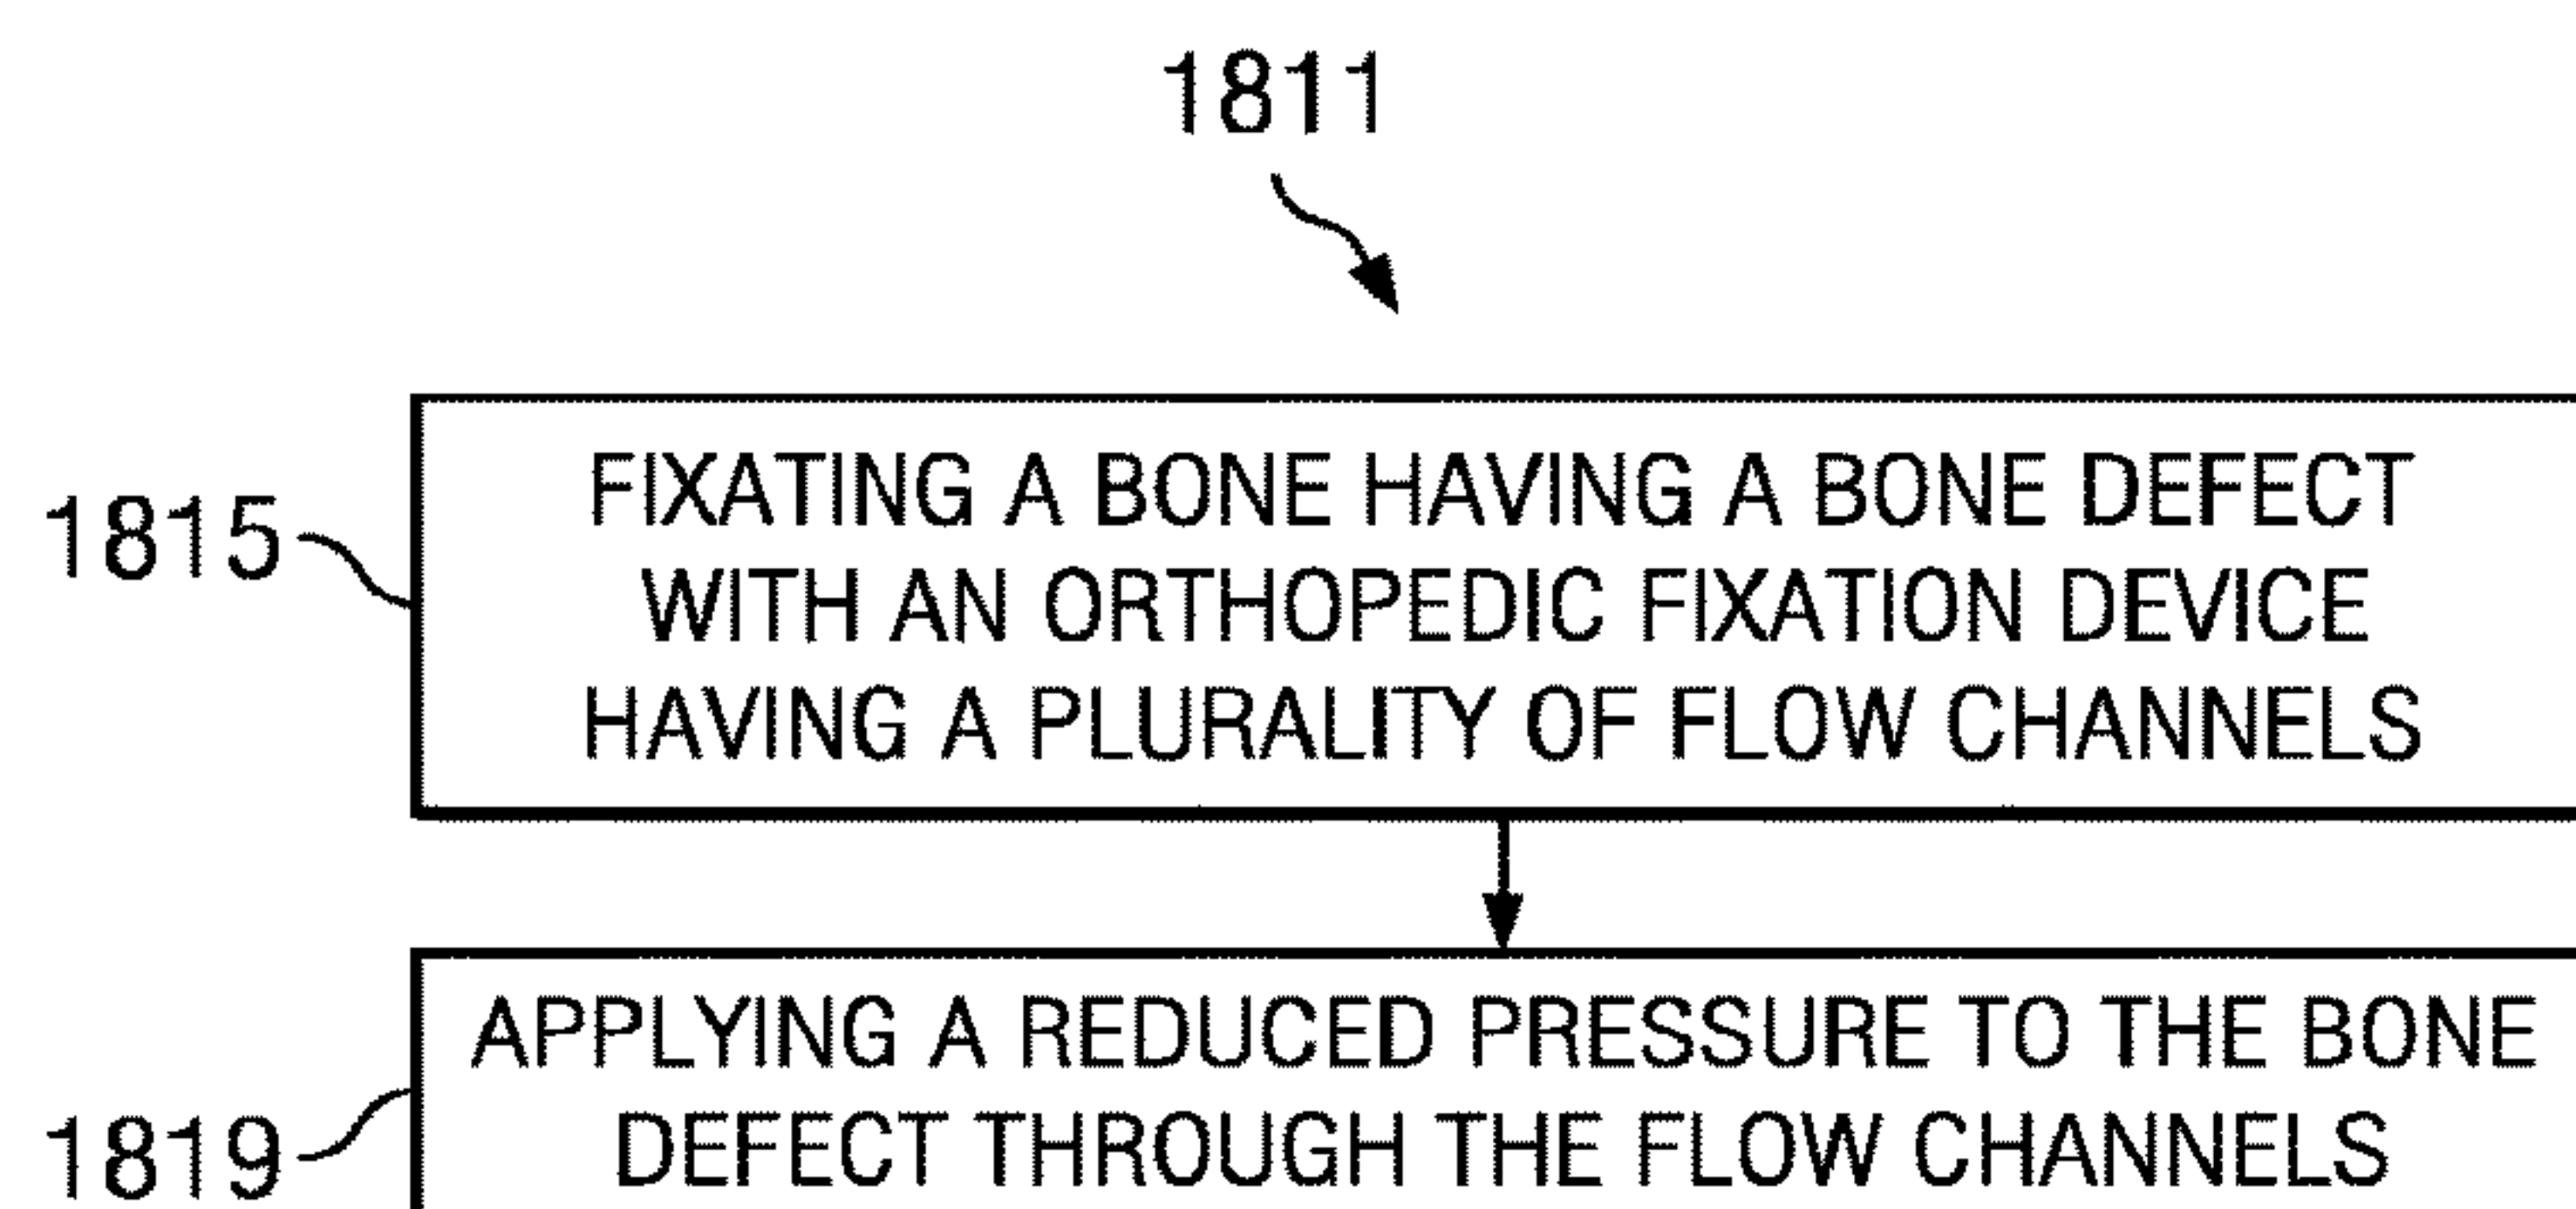 1811
1815
FIXATING A BONE HAVING A BONE DEFECT
WITH AN ORTHOPEDIC FIXATION DEVICE
HAVING A PLURALITY OF FLOW CHANNELS
1819
APPLYING A REDUCED PRESSURE TO THE BONE
DEFECT THROUGH THE FLOW CHANNELS